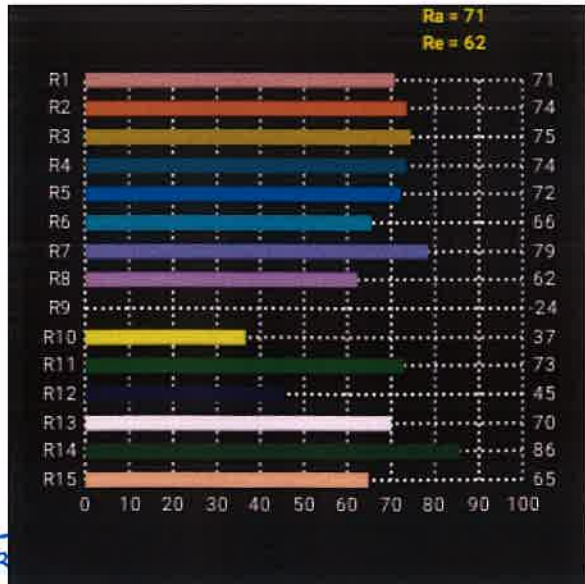 Ra = 71
Re = 62
R1 71
R2 74
R3 75
R4 74
R5 72
R6 66
R7 79
R8 62
R9 -24
R10 37
R11 73
R12 45
R13 70
R14 86
R15 65
0 10 20 30 40 50 60 70 80 90 100